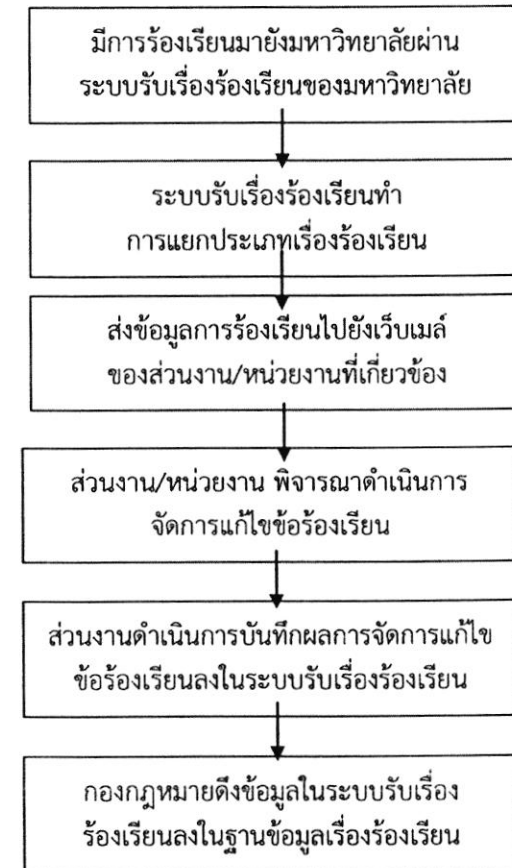 มีการร้องเรียนมายังมหาวิทยาลัยผ่าน
ระบบรับเรื่องร้องเรียนของมหาวิทยาลัย
ระบบรับเรื่องร้องเรียนทำ
การแยกประเภทเรื่องร้องเรียน
ส่งข้อมูลการร้องเรียนไปยังเว็บเมล์
ของส่วนงาน/หน่วยงานที่เกี่ยวข้อง
ส่วนงาน/หน่วยงาน พิจารณาดำเนินการ
จัดการแก้ไขข้อร้องเรียน
ส่วนงานดำเนินการบันทึกผลการจัดการแก้ไข
ข้อร้องเรียนลงในระบบรับเรื่องร้องเรียน
กองกฎหมายดึงข้อมูลในระบบรับเรื่อง
ร้องเรียนลงในฐานข้อมูลเรื่องร้องเรียน